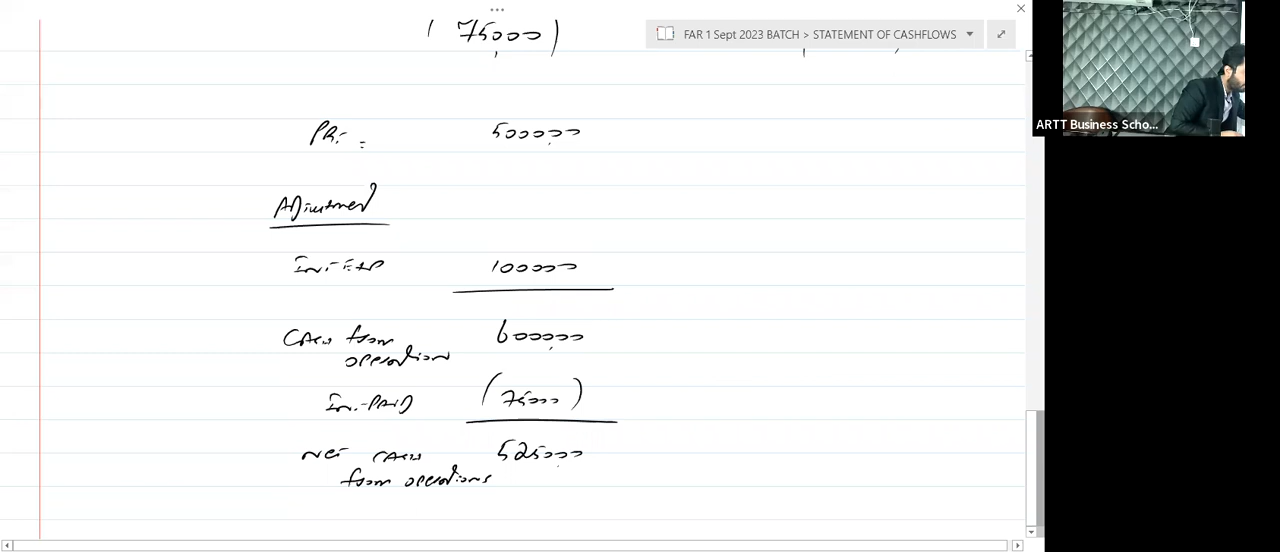 ( 75000 )
FAR 1 Sept 2023 BATCH > STATEMENT OF CASHFLOWS
ARTT Business Scho...
500000
Adjustment
INT-EXP 100000
Cash from 600000
operation
Int-PAID (75000)
Net cash 525000
from operations